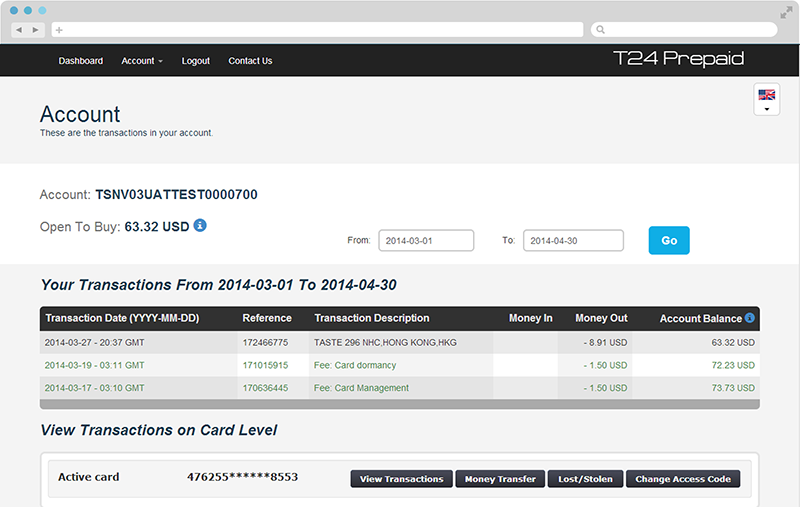 Dashboard Account Logout Contact Us T24 Prepaid
Account
These are the transactions in your account.
Account: TSNV03UATTEST0000700
Open To Buy: 63.32 USD
From: 2014-03-01 To: 2014-04-30 Go
Your Transactions From 2014-03-01 To 2014-04-30
Transaction Date (YYYY-MM-DD) Reference Transaction Description Money In Money Out Account Balance
2014-03-27 - 20:37 GMT 172466775 TASTE 296 NHC,HONG KONG,HKG - 8.91 USD 63.32 USD
2014-03-19 - 03:11 GMT 171015915 Fee: Card dormancy - 1.50 USD 72.23 USD
2014-03-17 - 03:10 GMT 170636445 Fee: Card Management - 1.50 USD 73.73 USD
View Transactions on Card Level
Active card 476255******8553 View Transactions Money Transfer Lost/Stolen Change Access Code